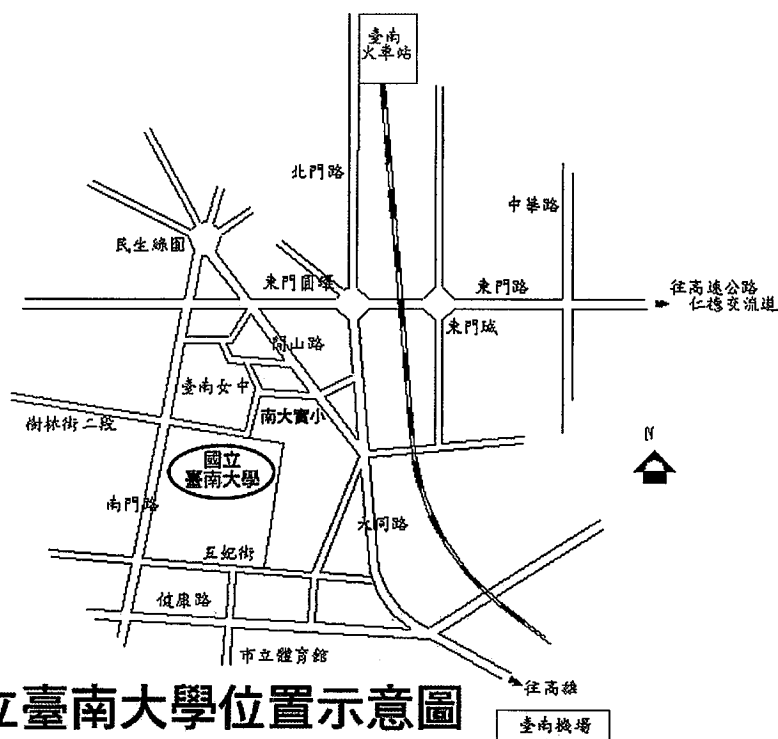 臺南
火車站
北門路
中華路
民生綠園
東門圓環
東門路
往高速公路
仁德交流道
東門城
開山路
臺南女中
南大實小
樹林街二段
N
國立
臺南大學
南門路
大同路
五妃街
健康路
市立體育館
往高雄
立臺南大學位置示意圖
臺南機場